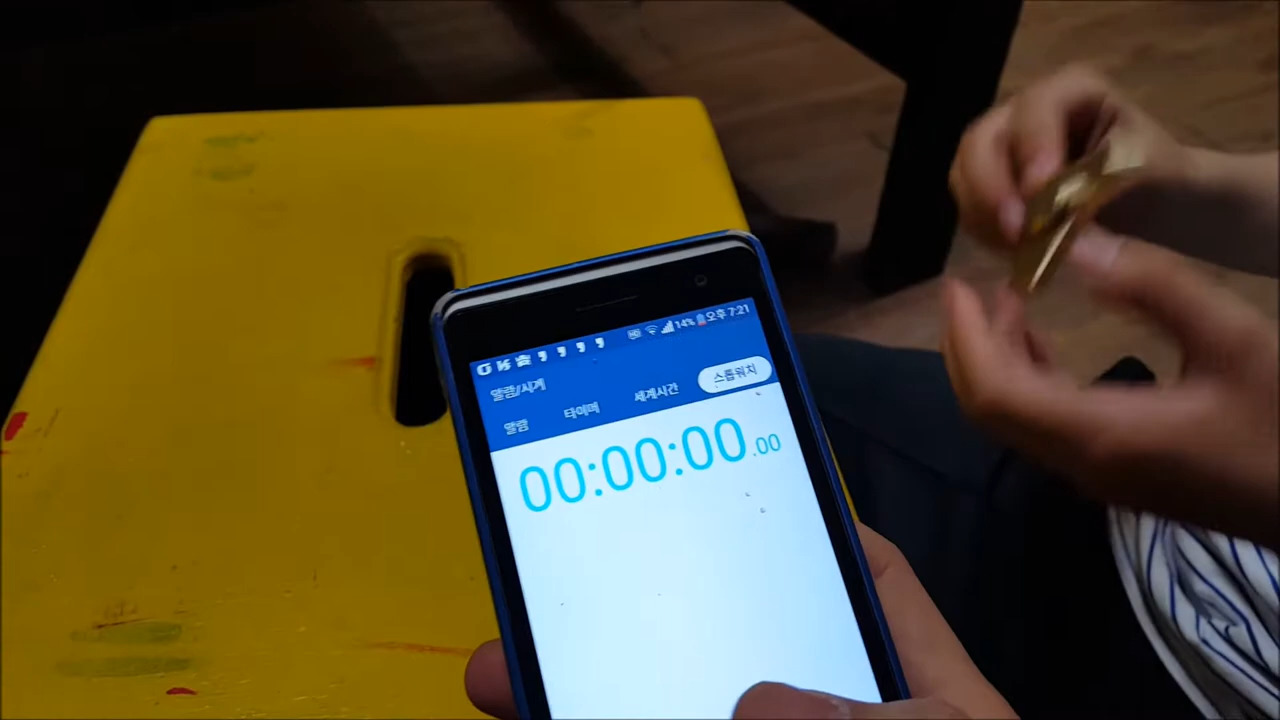 14% 오후 7:21
알람/시계
알람 타이머 세계시간 스톱워치
00:00:00.00